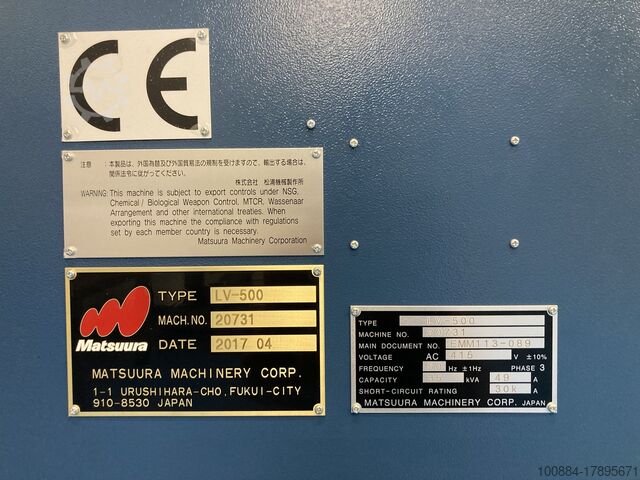 CE
注意 : 本製品は、外国為替及び外国貿易法の規制を受けますので、輸出する場合は、
関係法令に従がってください。
株式会社 松浦機械製作所
WARNING: This machine is subject to export controls under NSG,
Chemical / Biological Weapon Control, MTCR, Wassenaar
Arrangement and other international treaties. When
exporting this machine the compliance with regulations
set by each member country is necessary.
Matsuura Machinery Corporation
Matsuura
TYPE LV-500
MACH. NO. 20731
DATE 2017 04
MATSUURA MACHINERY CORP.
1-1 URUSHIHARA-CHO, FUKUI-CITY
910-8530 JAPAN
TYPE LV-500
MACHINE NO. 20731
MAIN DOCUMENT NO. EMM113-089
VOLTAGE AC 415 V ±10%
FREQUENCY Hz ±1Hz PHASE 3
CAPACITY 35 kVA 49 A
SHORT-CIRCUIT RATING 30k A
MATSUURA MACHINERY CORP. JAPAN
100884-17895671